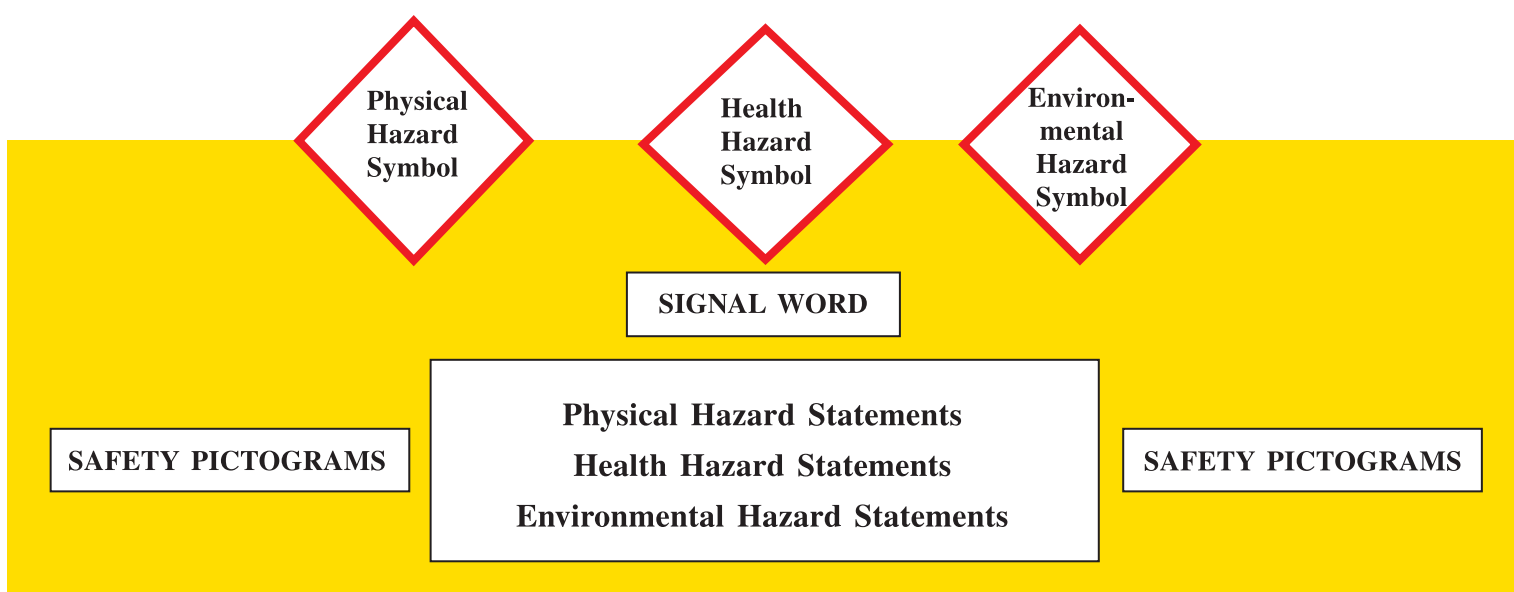 Physical
Hazard
Symbol
Health
Hazard
Symbol
Environ-
mental
Hazard
Symbol
SIGNAL WORD
SAFETY PICTOGRAMS
Physical Hazard Statements
Health Hazard Statements
Environmental Hazard Statements
SAFETY PICTOGRAMS